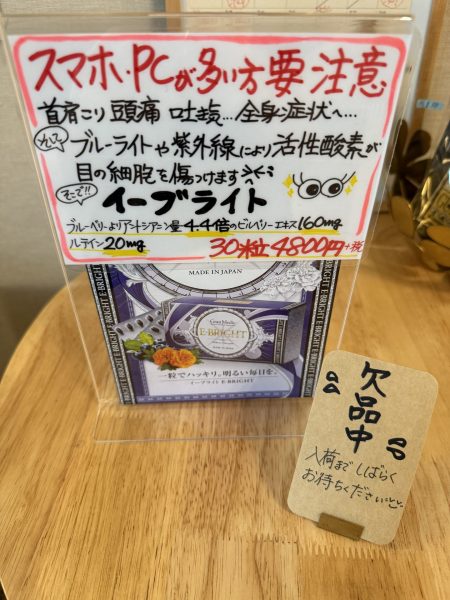 スマホ・PCが多い方要注意
首肩こり 頭痛 吐き気…全身症状へ…
そして ブルーライトや紫外線により活性酸素が
目の細胞を傷つけます
そこで!! イーブライト
ブルーベリーよりアントシアニン量4.4倍のビルベリーエキス160mg
ルテイン20mg
30粒4800円+税
MADE IN JAPAN
E·BRIGHT
一粒でハッキリ。明るい毎日を。
イーブライト E·BRIGHT
欠品中
入荷までしばらく
お待ちください